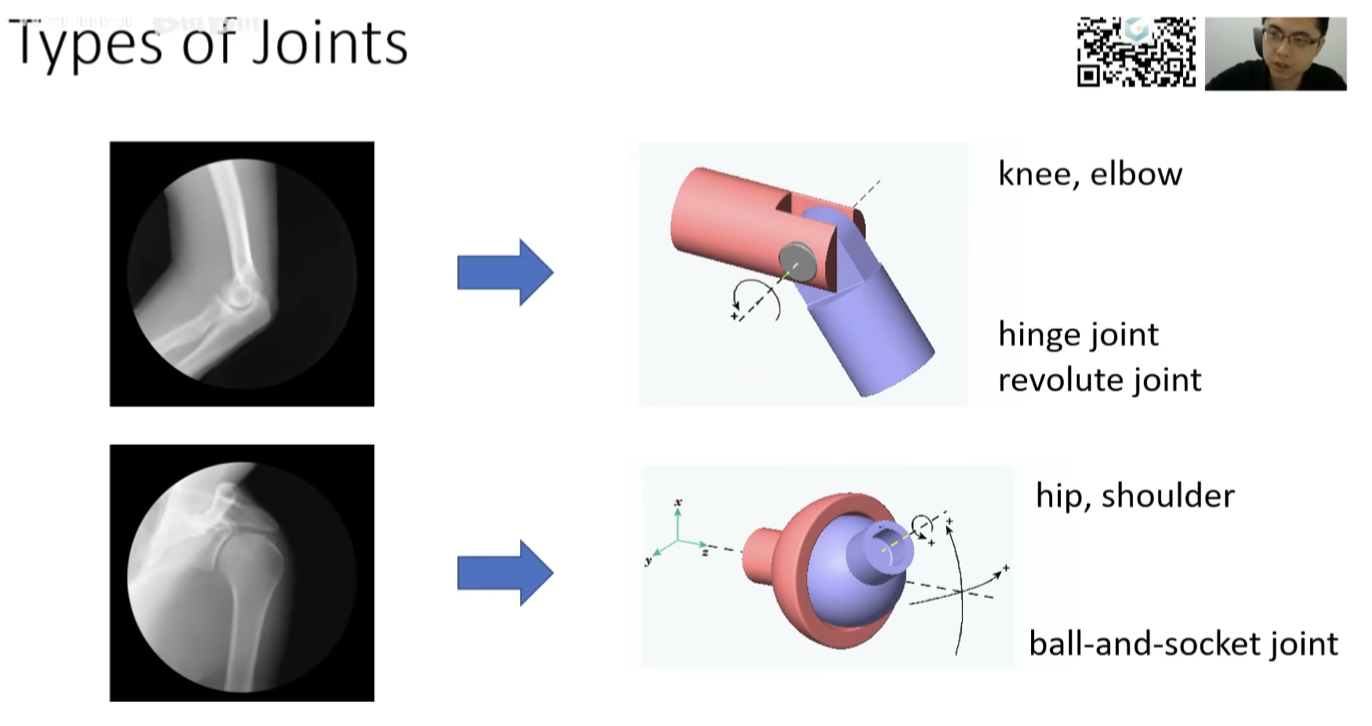 Types of Joints
knee, elbow
hinge joint
revolute joint
hip, shoulder
x
y
z
+
+
+
+
ball-and-socket joint